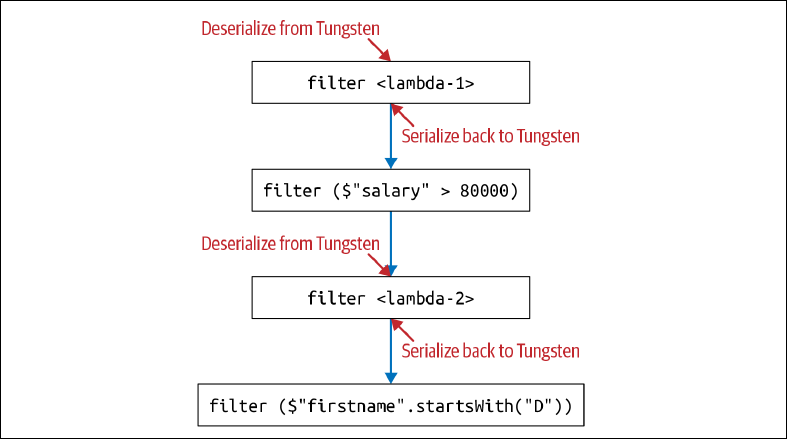 Deserialize from Tungsten
filter <lambda-1>
Serialize back to Tungsten
filter ($"salary" > 80000)
Deserialize from Tungsten
filter <lambda-2>
Serialize back to Tungsten
filter ($"firstname".startsWith("D"))